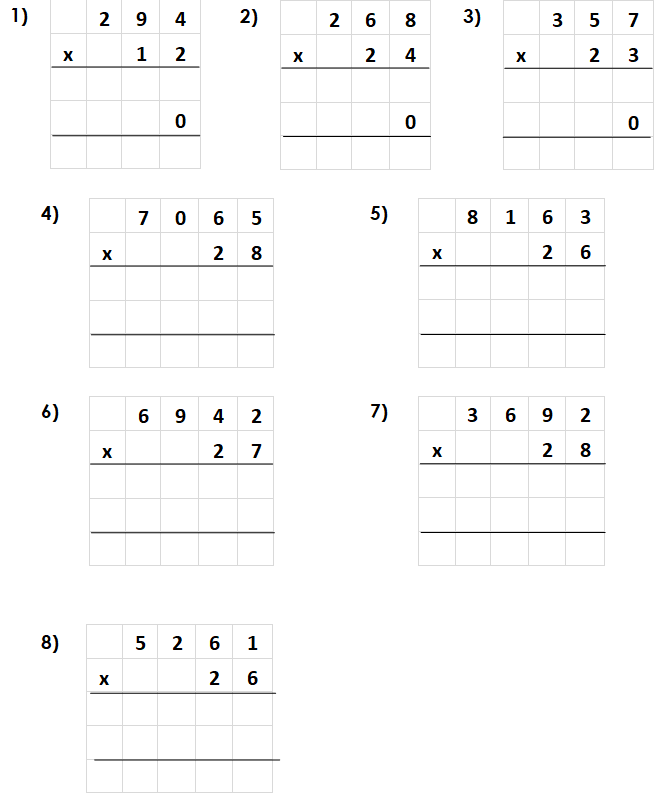 1) 2 9 4
x 1 2
0
2) 2 6 8
x 2 4
0
3) 3 5 7
x 2 3
0
4) 7 0 6 5
x 2 8
5) 8 1 6 3
x 2 6
6) 6 9 4 2
x 2 7
7) 3 6 9 2
x 2 8
8) 5 2 6 1
x 2 6